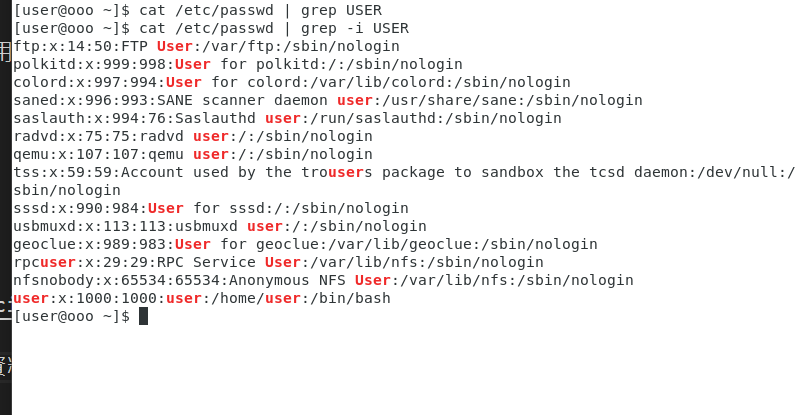 [user@ooo ~]$ cat /etc/passwd | grep USER
[user@ooo ~]$ cat /etc/passwd | grep -i USER
ftp:x:14:50:FTP User:/var/ftp:/sbin/nologin
polkitd:x:999:998:User for polkitd:/:/sbin/nologin
colord:x:997:994:User for colord:/var/lib/colord:/sbin/nologin
saned:x:996:993:SANE scanner daemon user:/usr/share/sane:/sbin/nologin
saslauth:x:994:76:Saslauthd user:/run/saslauthd:/sbin/nologin
radvd:x:75:75:radvd user:/:/sbin/nologin
qemu:x:107:107:qemu user:/:/sbin/nologin
tss:x:59:59:Account used by the trousers package to sandbox the tcsd daemon:/dev/null:/
sbin/nologin
sssd:x:990:984:User for sssd:/:/sbin/nologin
usbmuxd:x:113:113:usbmuxd user:/:/sbin/nologin
geoclue:x:989:983:User for geoclue:/var/lib/geoclue:/sbin/nologin
rpcuser:x:29:29:RPC Service User:/var/lib/nfs:/sbin/nologin
nfsnobody:x:65534:65534:Anonymous NFS User:/var/lib/nfs:/sbin/nologin
user:x:1000:1000:user:/home/user:/bin/bash
[user@ooo ~]$